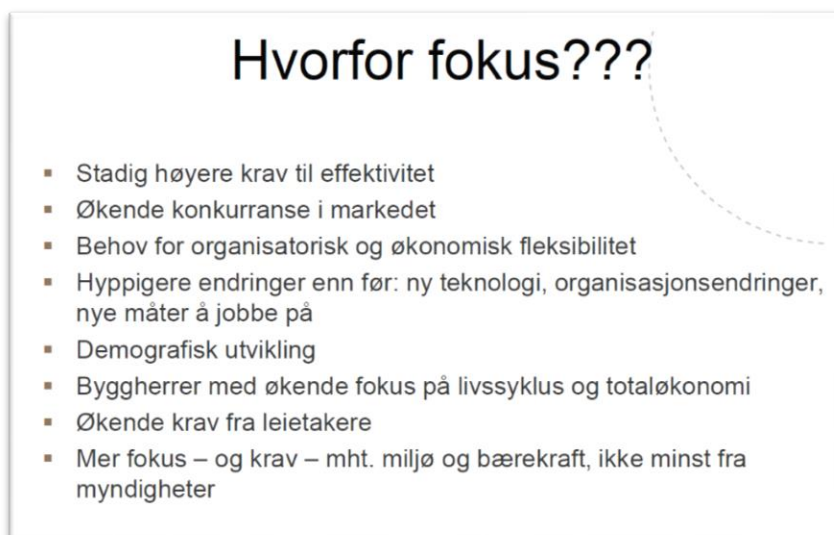 Hvorfor fokus???
▪ Stadig høyere krav til effektivitet
▪ Økende konkurranse i markedet
▪ Behov for organisatorisk og økonomisk fleksibilitet
▪ Hyppigere endringer enn før: ny teknologi, organisasjonsendringer,
nye måter å jobbe på
▪ Demografisk utvikling
▪ Byggherrer med økende fokus på livssyklus og totaløkonomi
▪ Økende krav fra leietakere
▪ Mer fokus – og krav – mht. miljø og bærekraft, ikke minst fra
myndigheter